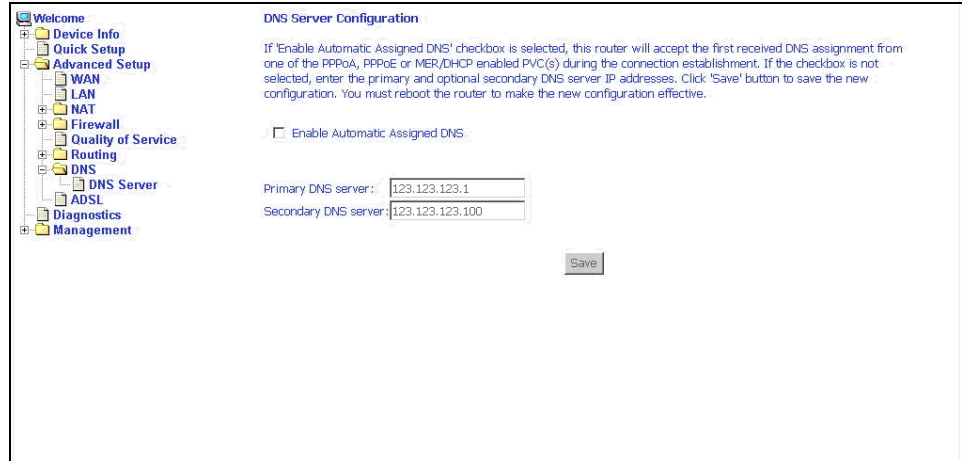 Welcome
Device Info
Quick Setup
Advanced Setup
WAN
LAN
NAT
Firewall
Quality of Service
Routing
DNS
DNS Server
ADSL
Diagnostics
Management
DNS Server Configuration
If 'Enable Automatic Assigned DNS' checkbox is selected, this router will accept the first received DNS assignment from
one of the PPPoA, PPPoE or MER/DHCP enabled PVC(s) during the connection establishment. If the checkbox is not
selected, enter the primary and optional secondary DNS server IP addresses. Click 'Save' button to save the new
configuration. You must reboot the router to make the new configuration effective.
Enable Automatic Assigned DNS
Primary DNS server: 123.123.123.1
Secondary DNS server: 123.123.123.100
Save